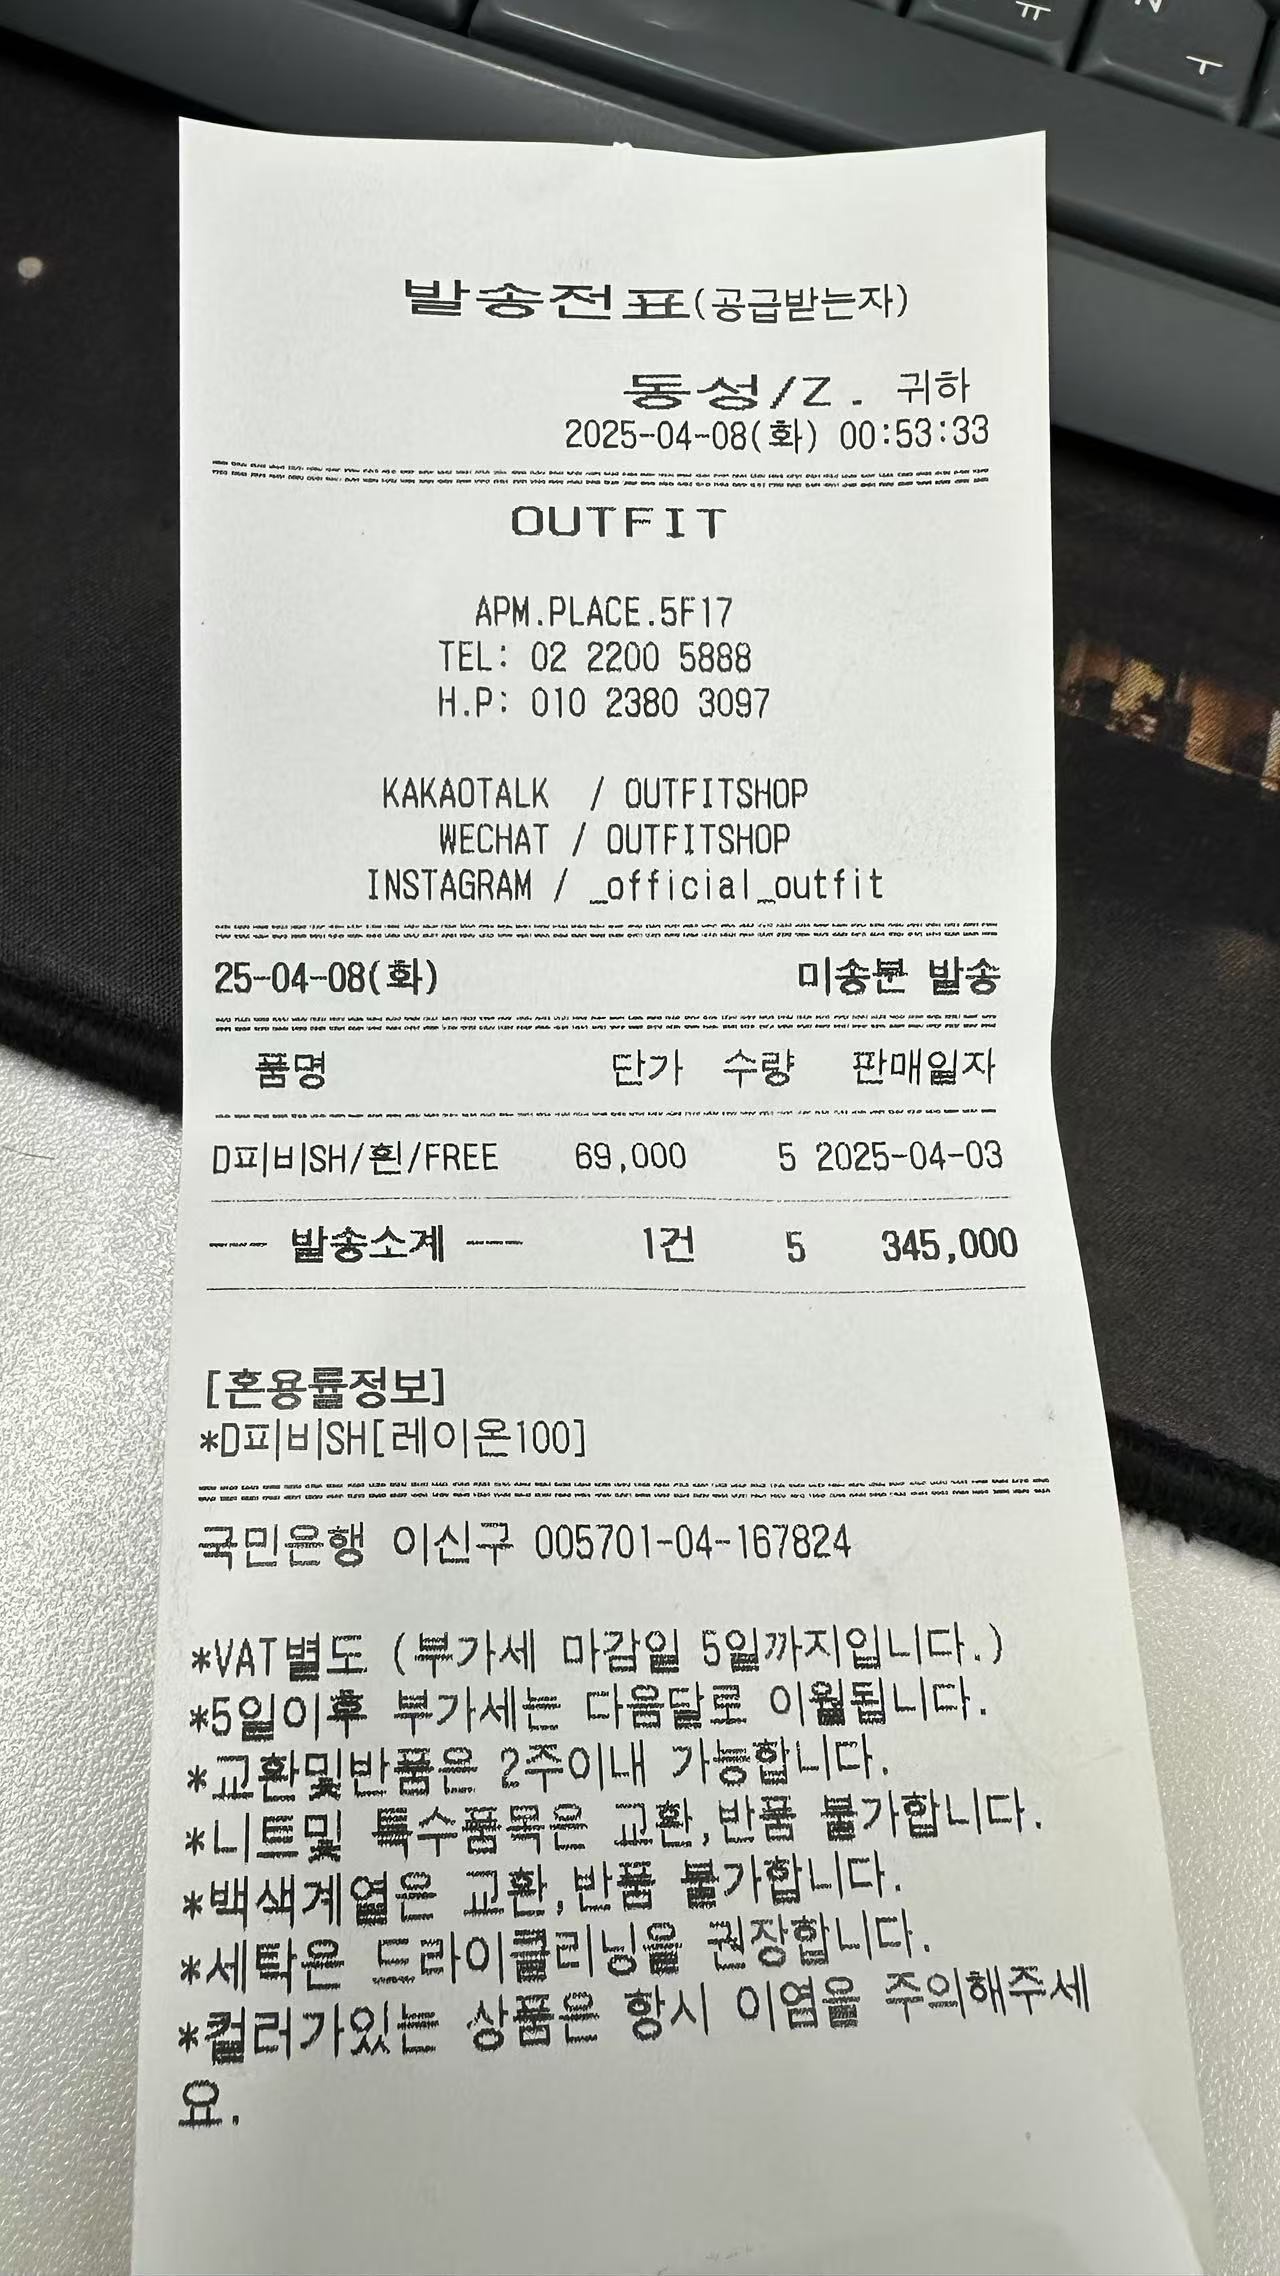 ㅠ
N
ㅜ
발송전표(공급받는자)
동성/Z. 귀하
2025-04-08(화) 00:53:33
OUTFIT
APM.PLACE.5F17
TEL: 02 2200 5888
H.P: 010 2380 3097
KAKAOTALK / OUTFITSHOP
WECHAT / OUTFITSHOP
INSTAGRAM / _official_outfit
25-04-08(화) 미송분 발송
품명 단가 수량 판매일자
D피비SH/흰/FREE 69,000 5 2025-04-03
--- 발송소계 --- 1건 5 345,000
[혼용률정보]
*D피비SH[레이온100]
국민은행 이신구 005701-04-167824
*VAT별도 (부가세 마감일 5일까지입니다.)
*5일이후 부가세는 다음달로 이월됩니다.
*교환및반품은 2주이내 가능합니다.
*니트및 특수품목은 교환,반품 불가합니다.
*백색계열은 교환,반품 불가합니다.
*세탁은 드라이클리닝을 권장합니다.
*컬러가있는 상품은 항시 이염을 주의해주세
요.